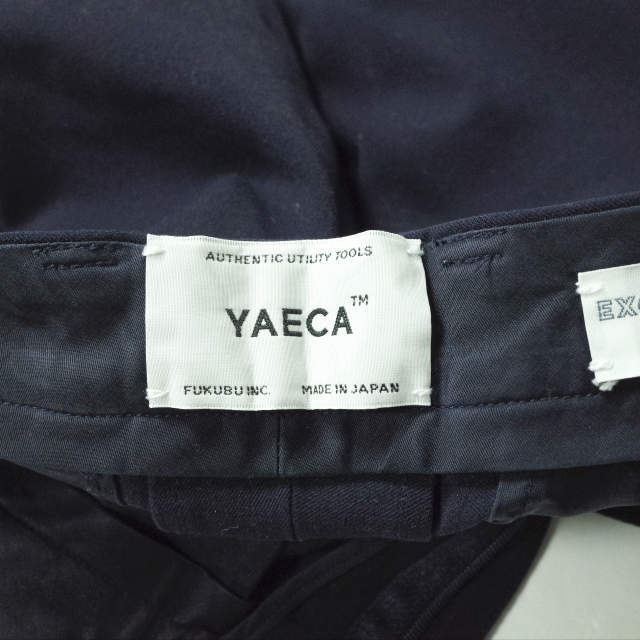 AUTHENTIC UTILITY TOOLS
YAECA™
FUKUBU INC. MADE IN JAPAN